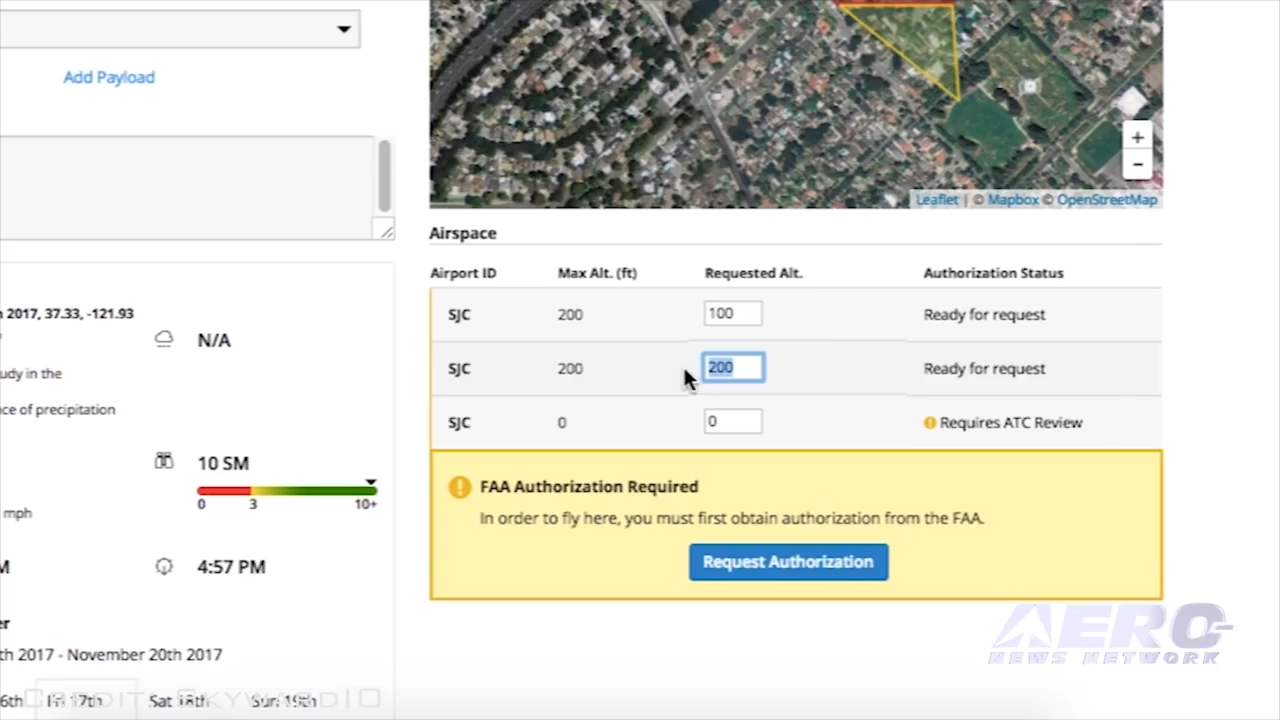 Add Payload
+
−
Leaflet | © Mapbox © OpenStreetMap
Airspace
Airport ID Max Alt. (ft) Requested Alt. Authorization Status
SJC 200 100 Ready for request
SJC 200 200 Ready for request
SJC 0 0 Requires ATC Review
FAA Authorization Required
In order to fly here, you must first obtain authorization from the FAA.
Request Authorization
2017, 37.33, -121.93
N/A
in the
of precipitation
10 SM
0 3 10+
mph
4:57 PM
2017 - November 20th 2017
Fri 17th Sat 18th Sun 19th
CREDIT: SKYWARD IO
AERO
NEWS NETWORK